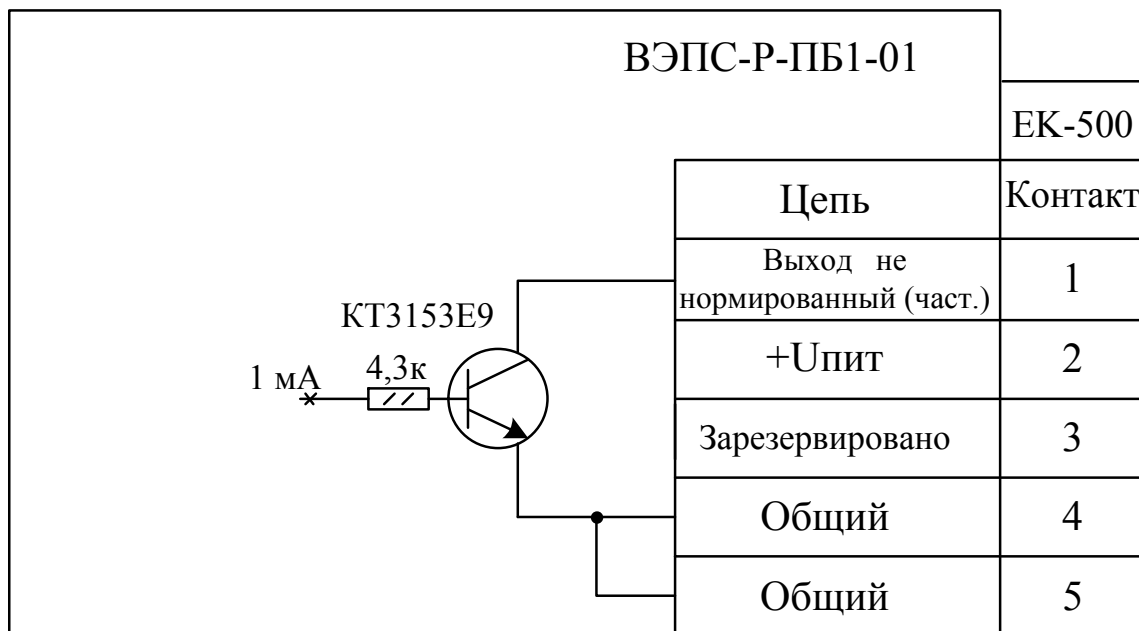 ВЭПС-Р-ПБ1-01
ЕК-500
Цепь
Контакт
Выход не
нормированный (част.)
1
КТ3153Е9
+Uпит
2
4,3к
1 мА
Зарезервировано
3
Общий
4
Общий
5